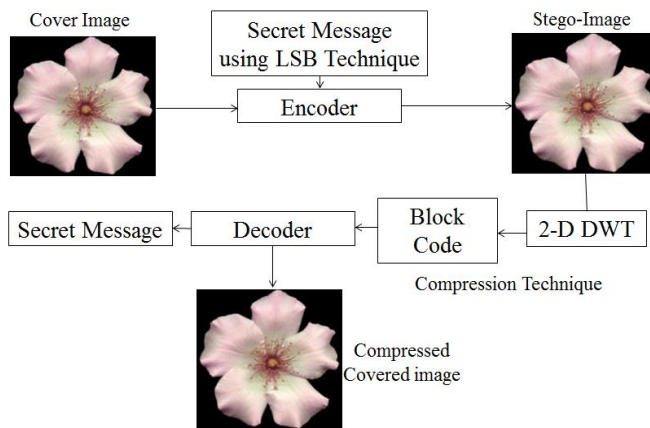 Cover Image
Secret Message
using LSB Technique
Stego-Image
Encoder
Secret Message
Decoder
Block
Code
2-D DWT
Compression Technique
Compressed
Covered image